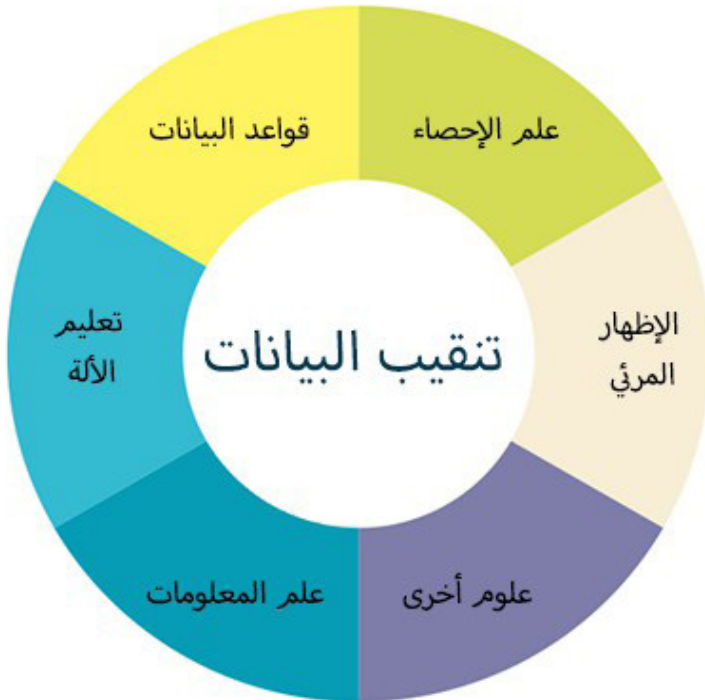 علم الإحصاء
قواعد البيانات
الإظهار
المرئي
تنقيب البيانات
تعليم
الألة
علوم أخرى
علم المعلومات